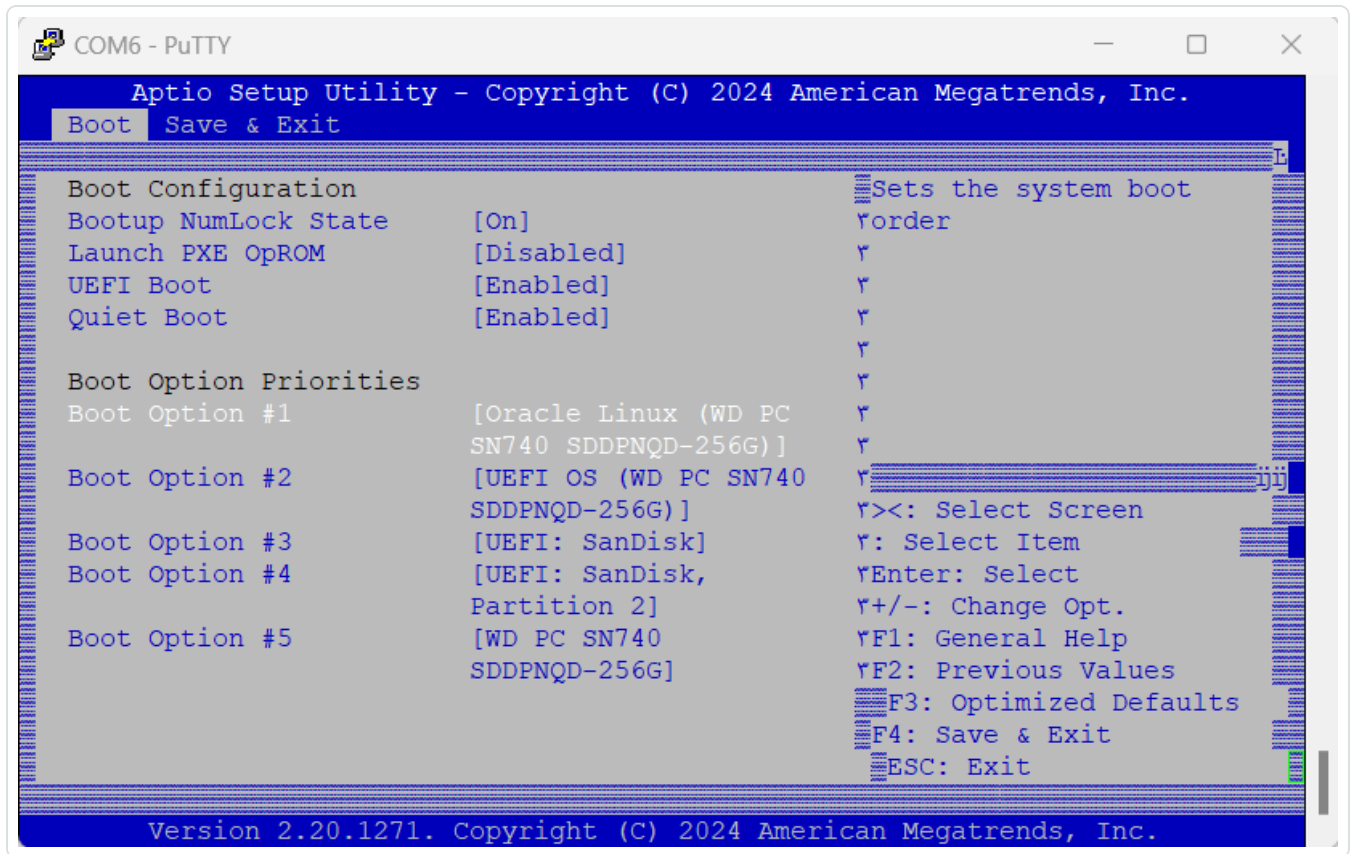 COM6 - PuTTY
Aptio Setup Utility - Copyright (C) 2024 American Megatrends, Inc.
Boot Save & Exit
Boot Configuration
Sets the system boot
Bootup NumLock State [On]
order
Launch PXE OpROM [Disabled]
UEFI Boot [Enabled]
Quiet Boot [Enabled]
Boot Option Priorities
Boot Option #1 [Oracle Linux (WD PC
SN740 SDDPNQD-256G)]
Boot Option #2 [UEFI OS (WD PC SN740
SDDPNQD-256G)]
><: Select Screen
Boot Option #3 [UEFI: SanDisk]
: Select Item
Boot Option #4 [UEFI: SanDisk,
Enter: Select
Partition 2]
+/-: Change Opt.
Boot Option #5 [WD PC SN740
F1: General Help
SDDPNQD-256G]
F2: Previous Values
F3: Optimized Defaults
F4: Save & Exit
ESC: Exit
Version 2.20.1271. Copyright (C) 2024 American Megatrends, Inc.